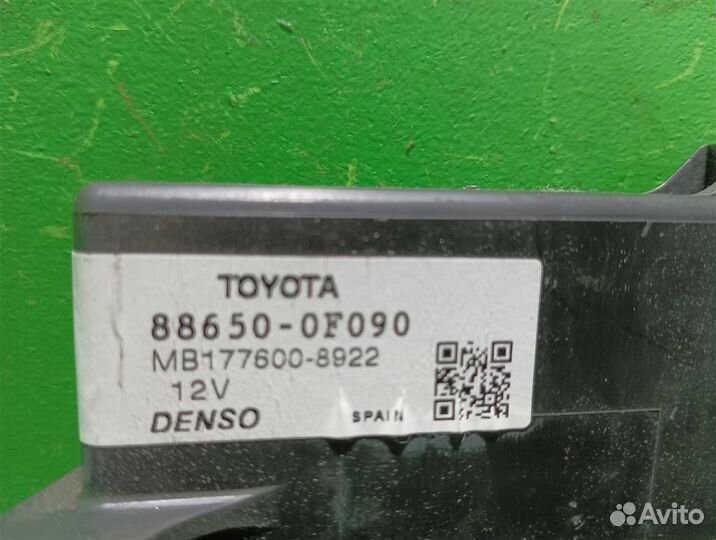 TOYOTA
88650-0F090
MB177600-8922
12V
DENSO SPAIN
Avito